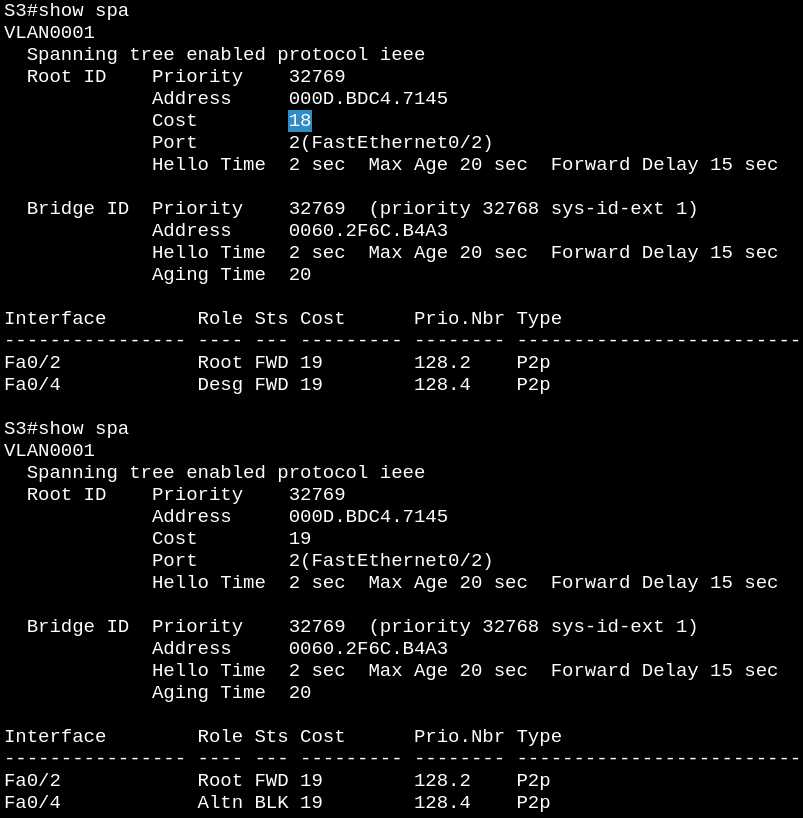 S3#show spa
VLAN0001
  Spanning tree enabled protocol ieee
  Root ID    Priority    32769
             Address     000D.BDC4.7145
             Cost        18
             Port        2(FastEthernet0/2)
             Hello Time  2 sec  Max Age 20 sec  Forward Delay 15 sec

  Bridge ID  Priority    32769  (priority 32768 sys-id-ext 1)
             Address     0060.2F6C.B4A3
             Hello Time  2 sec  Max Age 20 sec  Forward Delay 15 sec
             Aging Time  20

Interface        Role Sts Cost      Prio.Nbr Type
---------------- ---- --- --------- -------- --------------------------
Fa0/2            Root FWD 19        128.2    P2p
Fa0/4            Desg FWD 19        128.4    P2p

S3#show spa
VLAN0001
  Spanning tree enabled protocol ieee
  Root ID    Priority    32769
             Address     000D.BDC4.7145
             Cost        19
             Port        2(FastEthernet0/2)
             Hello Time  2 sec  Max Age 20 sec  Forward Delay 15 sec

  Bridge ID  Priority    32769  (priority 32768 sys-id-ext 1)
             Address     0060.2F6C.B4A3
             Hello Time  2 sec  Max Age 20 sec  Forward Delay 15 sec
             Aging Time  20

Interface        Role Sts Cost      Prio.Nbr Type
---------------- ---- --- --------- -------- --------------------------
Fa0/2            Root FWD 19        128.2    P2p
Fa0/4            Altn BLK 19        128.4    P2p